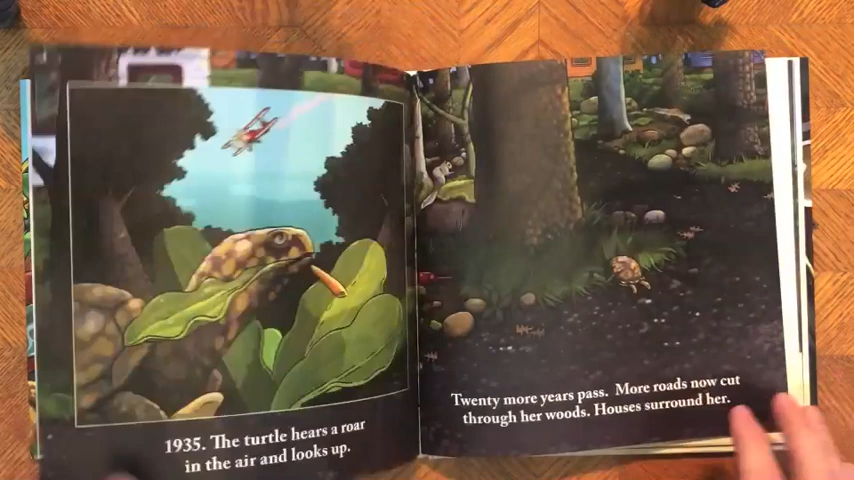 1935. The turtle hears a roar
in the air and looks up.
Twenty more years pass. More roads now cut
through her woods. Houses surround her.